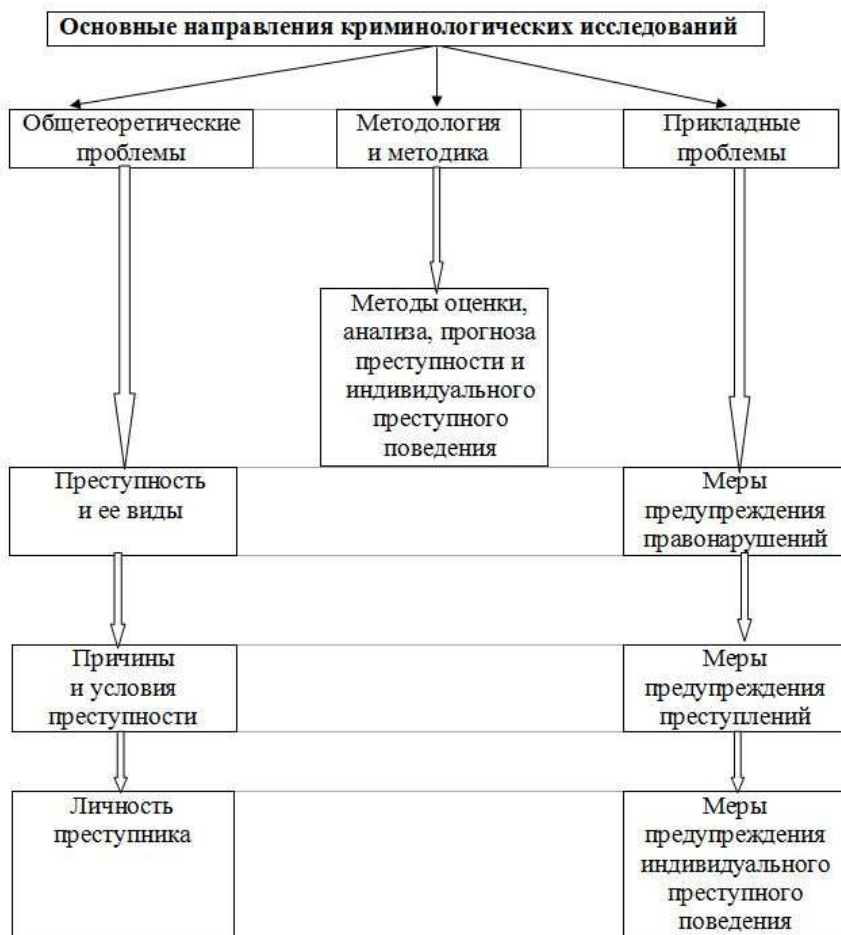 Основные направления криминологических исследований
Общетеоретические
проблемы
Методология
и методика
Прикладные
проблемы
Методы оценки,
анализа, прогноза
преступности и
индивидуального
преступного
поведения
Преступность
и ее виды
Меры
предупреждения
правонарушений
Причины
и условия
преступности
Меры
предупреждения
преступлений
Личность
преступника
Меры
предупреждения
индивидуального
преступного
поведения